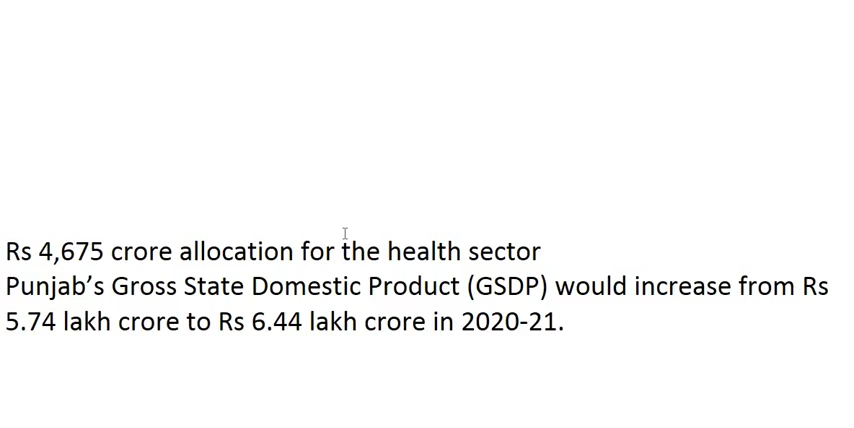 Rs 4,675 crore allocation for the health sector
Punjab’s Gross State Domestic Product (GSDP) would increase from Rs
5.74 lakh crore to Rs 6.44 lakh crore in 2020-21.